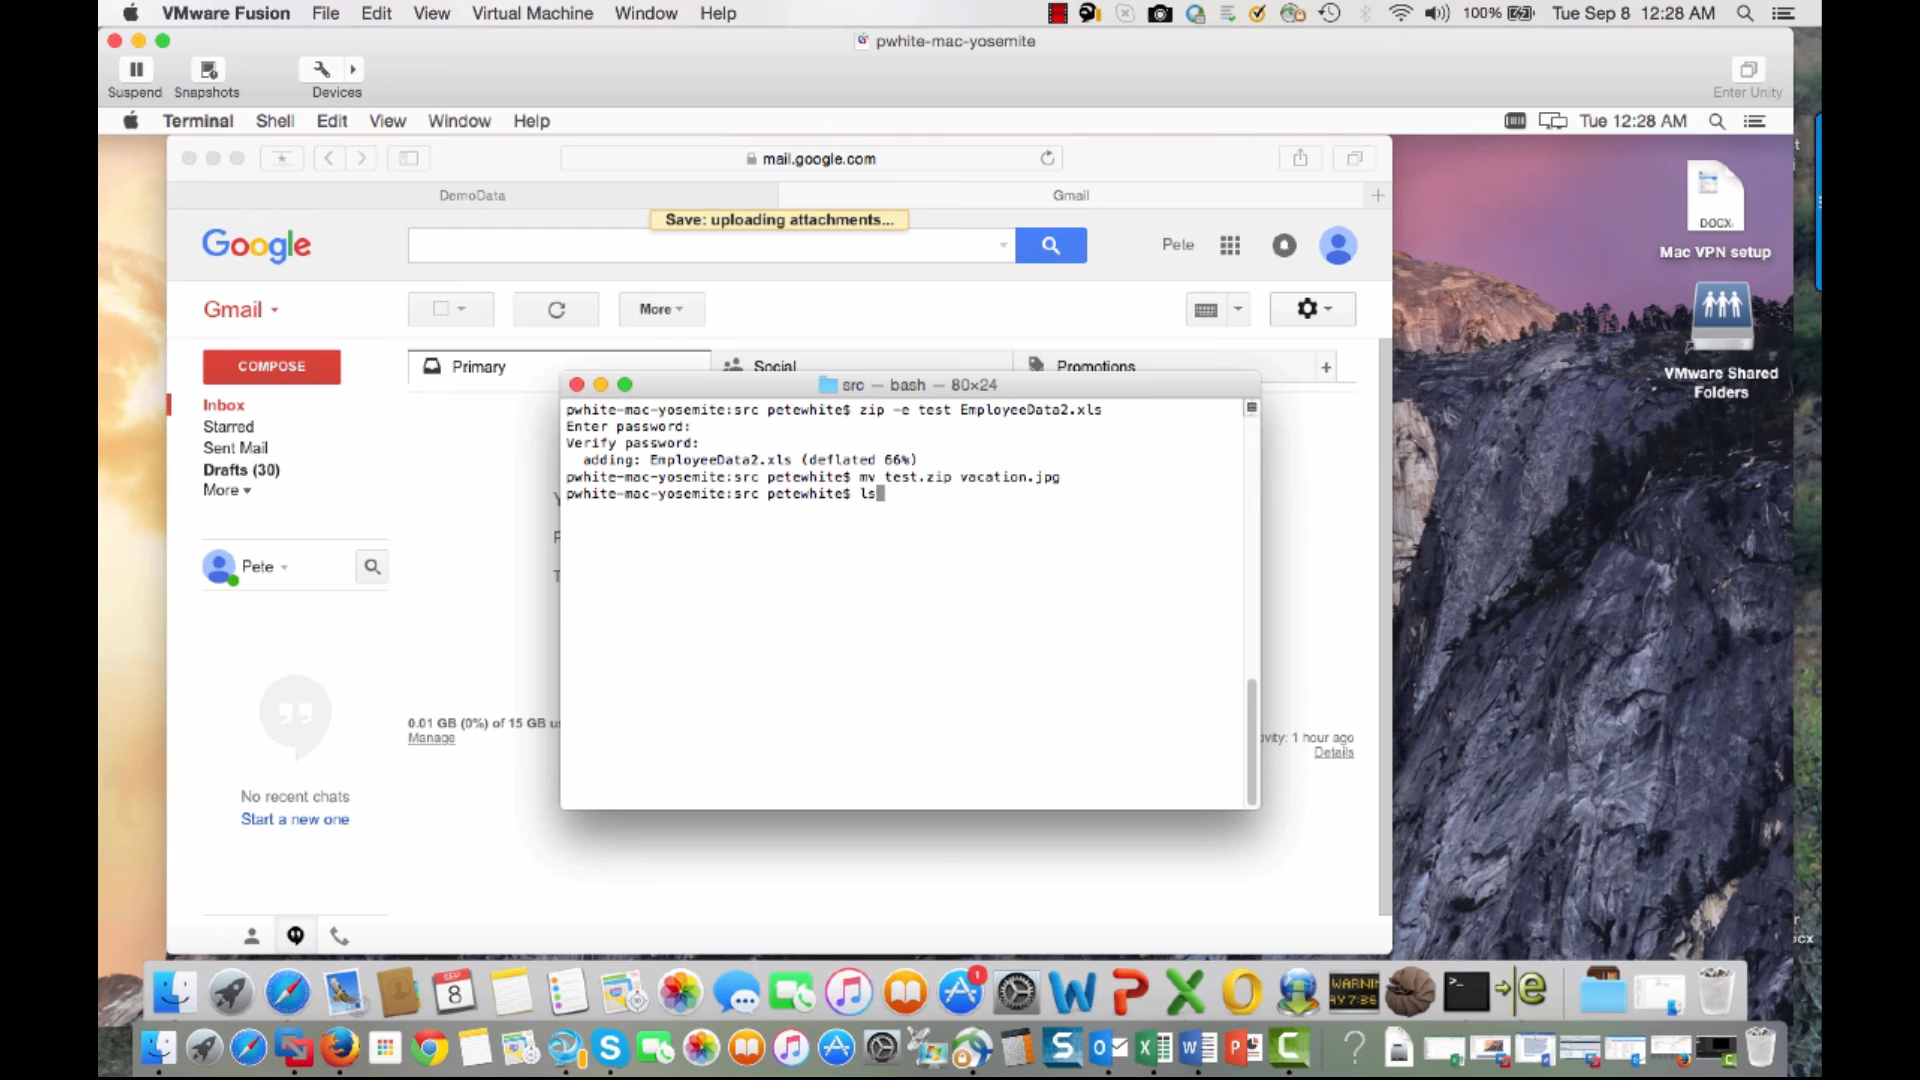 VMware Fusion File Edit View Virtual Machine Window Help 100% Tue Sep 8 12:28 AM
pwhite-mac-yosemite
Suspend Snapshots Devices Enter Unity
Terminal Shell Edit View Window Help Tue 12:28 AM
mail.google.com
DemoData Gmail
Save: uploading attachments...
Google Pete
Gmail More
COMPOSE
Primary Social Promotions
Inbox
Starred
Sent Mail
Drafts (30)
More
Pete
src — bash — 80×24
pwhite-mac-yosemite:src petewhite$ zip -e test EmployeeData2.xls
Enter password:
Verify password:
adding: EmployeeData2.xls (deflated 66%)
pwhite-mac-yosemite:src petewhite$ mv test.zip vacation.jpg
pwhite-mac-yosemite:src petewhite$ ls
0.01 GB (0%) of 15 GB
Manage
1 hour ago
Details
No recent chats
Start a new one
DOCX
Mac VPN setup
VMware Shared
Folders
SEP
8
1